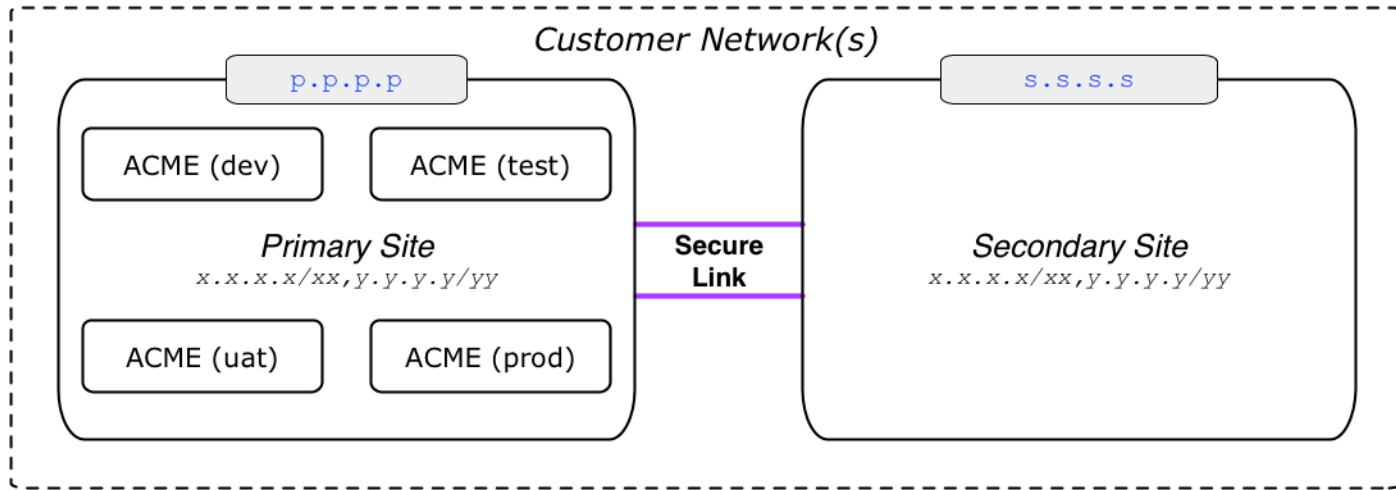 Customer Network(s)
p.p.p.p
s.s.s.s
ACME (dev)
ACME (test)
Primary Site
x.x.x.x/xx,y.y.y.y/yy
ACME (uat)
ACME (prod)
Secure
Link
Secondary Site
x.x.x.x/xx,y.y.y.y/yy